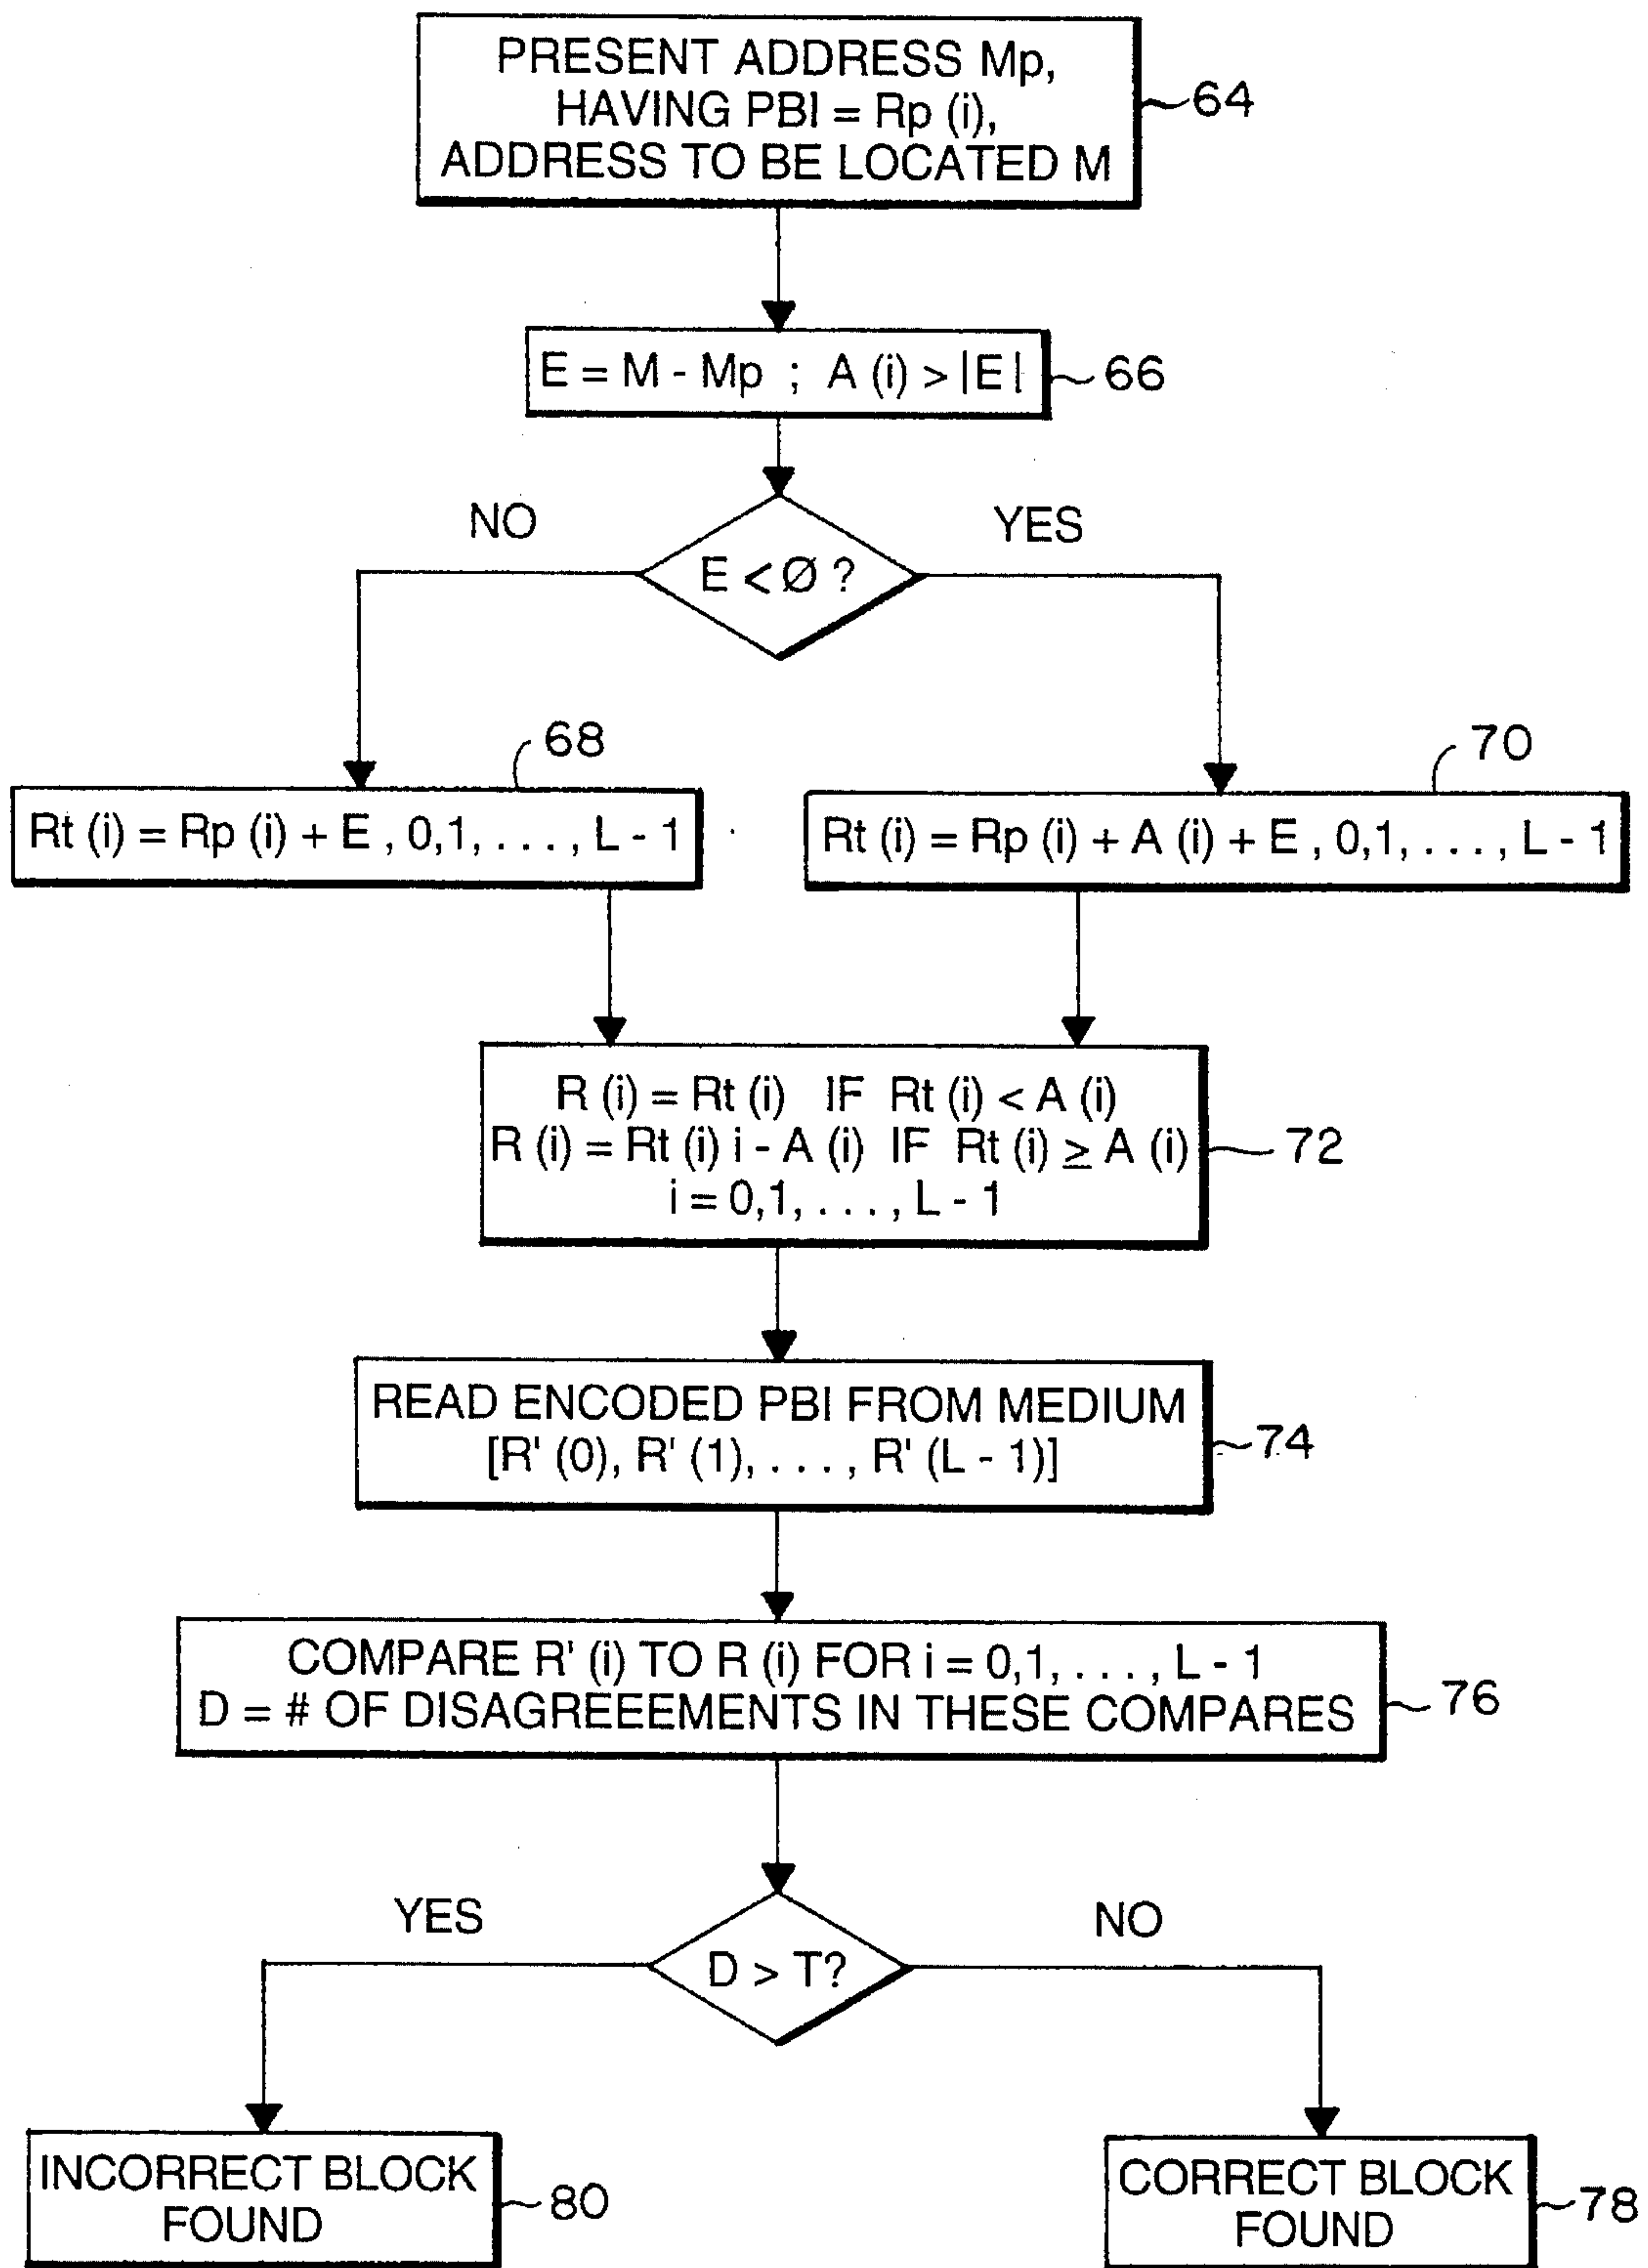 PRESENT ADDRESS Mp,
HAVING PBI = Rp (i),
ADDRESS TO BE LOCATED M
64
E = M - Mp ; A (i) > |E|
66
NO
YES
E < Ø ?
68
70
Rt (i) = Rp (i) + E , 0,1, . . . , L - 1
Rt (i) = Rp (i) + A (i) + E , 0,1, . . . , L - 1
R (i) = Rt (i) IF Rt (i) < A (i)
R (i) = Rt (i) i - A (i) IF Rt (i) ≥ A (i)
i = 0,1, . . . , L - 1
72
READ ENCODED PBI FROM MEDIUM
[R' (0), R' (1), . . . , R' (L - 1)]
74
COMPARE R' (i) TO R (i) FOR i = 0,1, . . . , L - 1
D = # OF DISAGREEEMENTS IN THESE COMPARES
76
YES
NO
D > T?
INCORRECT BLOCK
FOUND
80
CORRECT BLOCK
FOUND
78